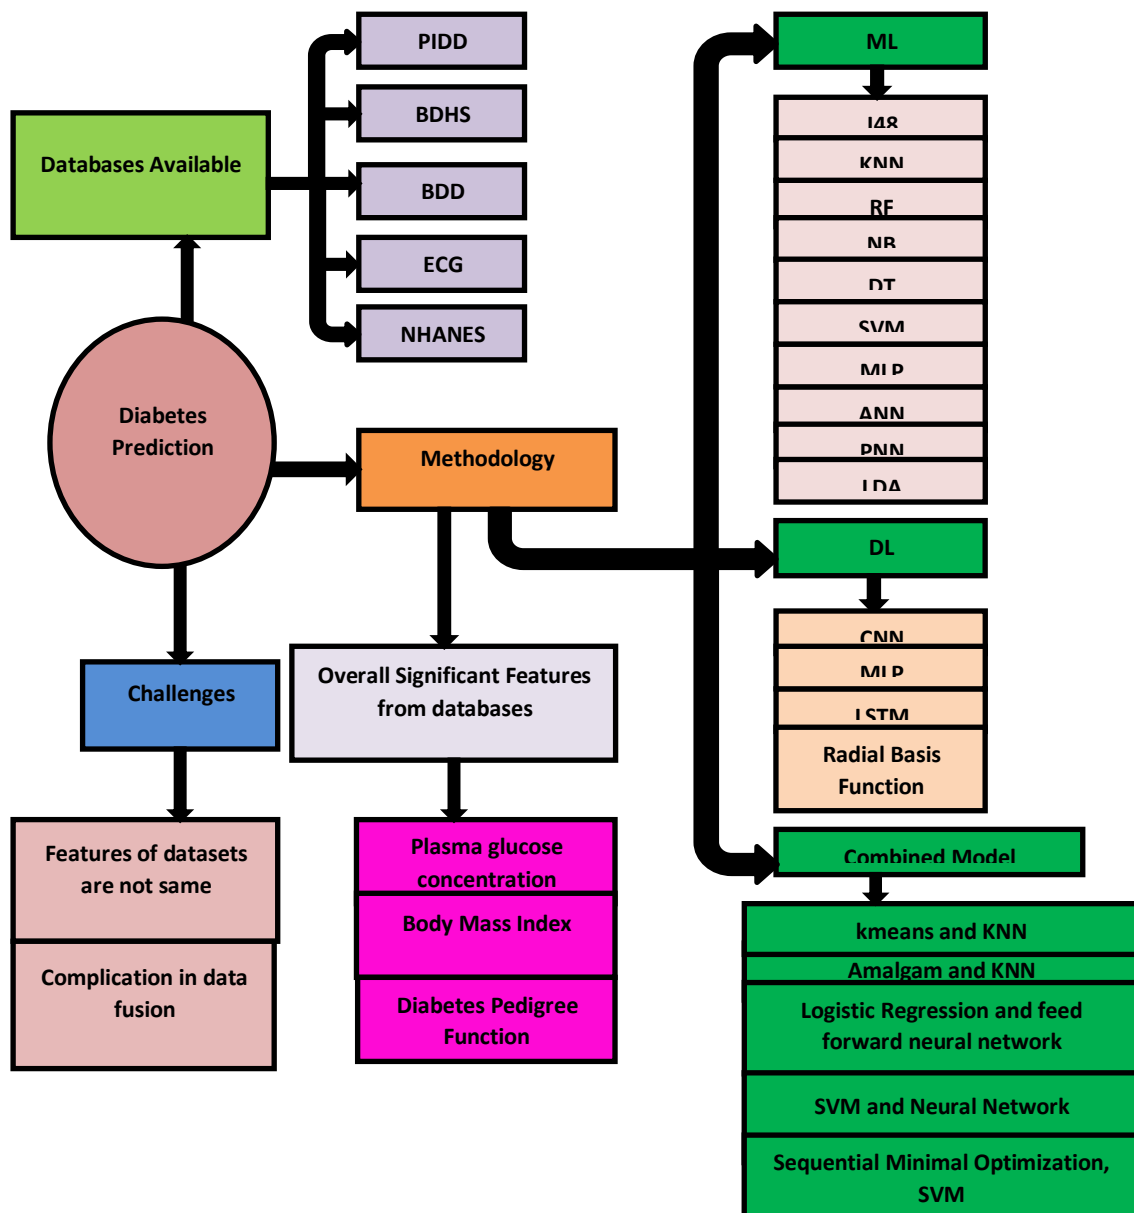 PIDD
BDHS
BDD
ECG
NHANES
Databases Available
Diabetes
Prediction
Methodology
Challenges
Overall Significant Features
from databases
Features of datasets
are not same
Complication in data
fusion
Plasma glucose
concentration
Body Mass Index
Diabetes Pedigree
Function
ML
J48
KNN
RF
NB
DT
SVM
MLP
ANN
PNN
LDA
DL
CNN
MLP
LSTM
Radial Basis
Function
Combined Model
kmeans and KNN
Amalgam and KNN
Logistic Regression and feed
forward neural network
SVM and Neural Network
Sequential Minimal Optimization,
SVM